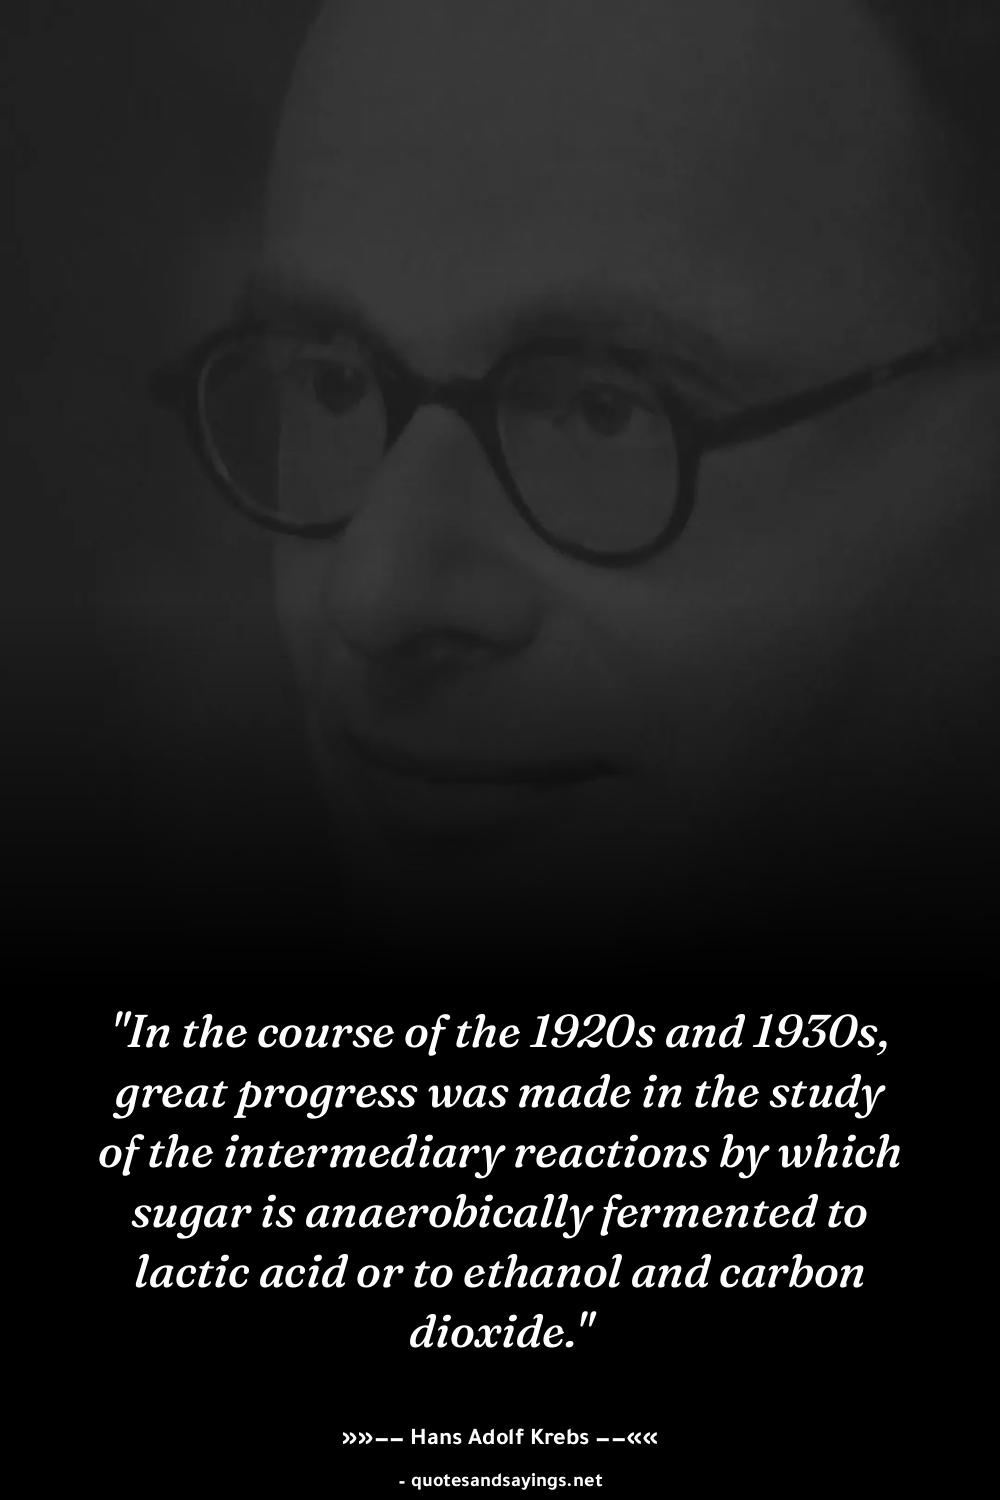 "In the course of the 1920s and 1930s,
great progress was made in the study
of the intermediary reactions by which
sugar is anaerobically fermented to
lactic acid or to ethanol and carbon
dioxide."
»»−− Hans Adolf Krebs −−««
- quotesandsayings.net